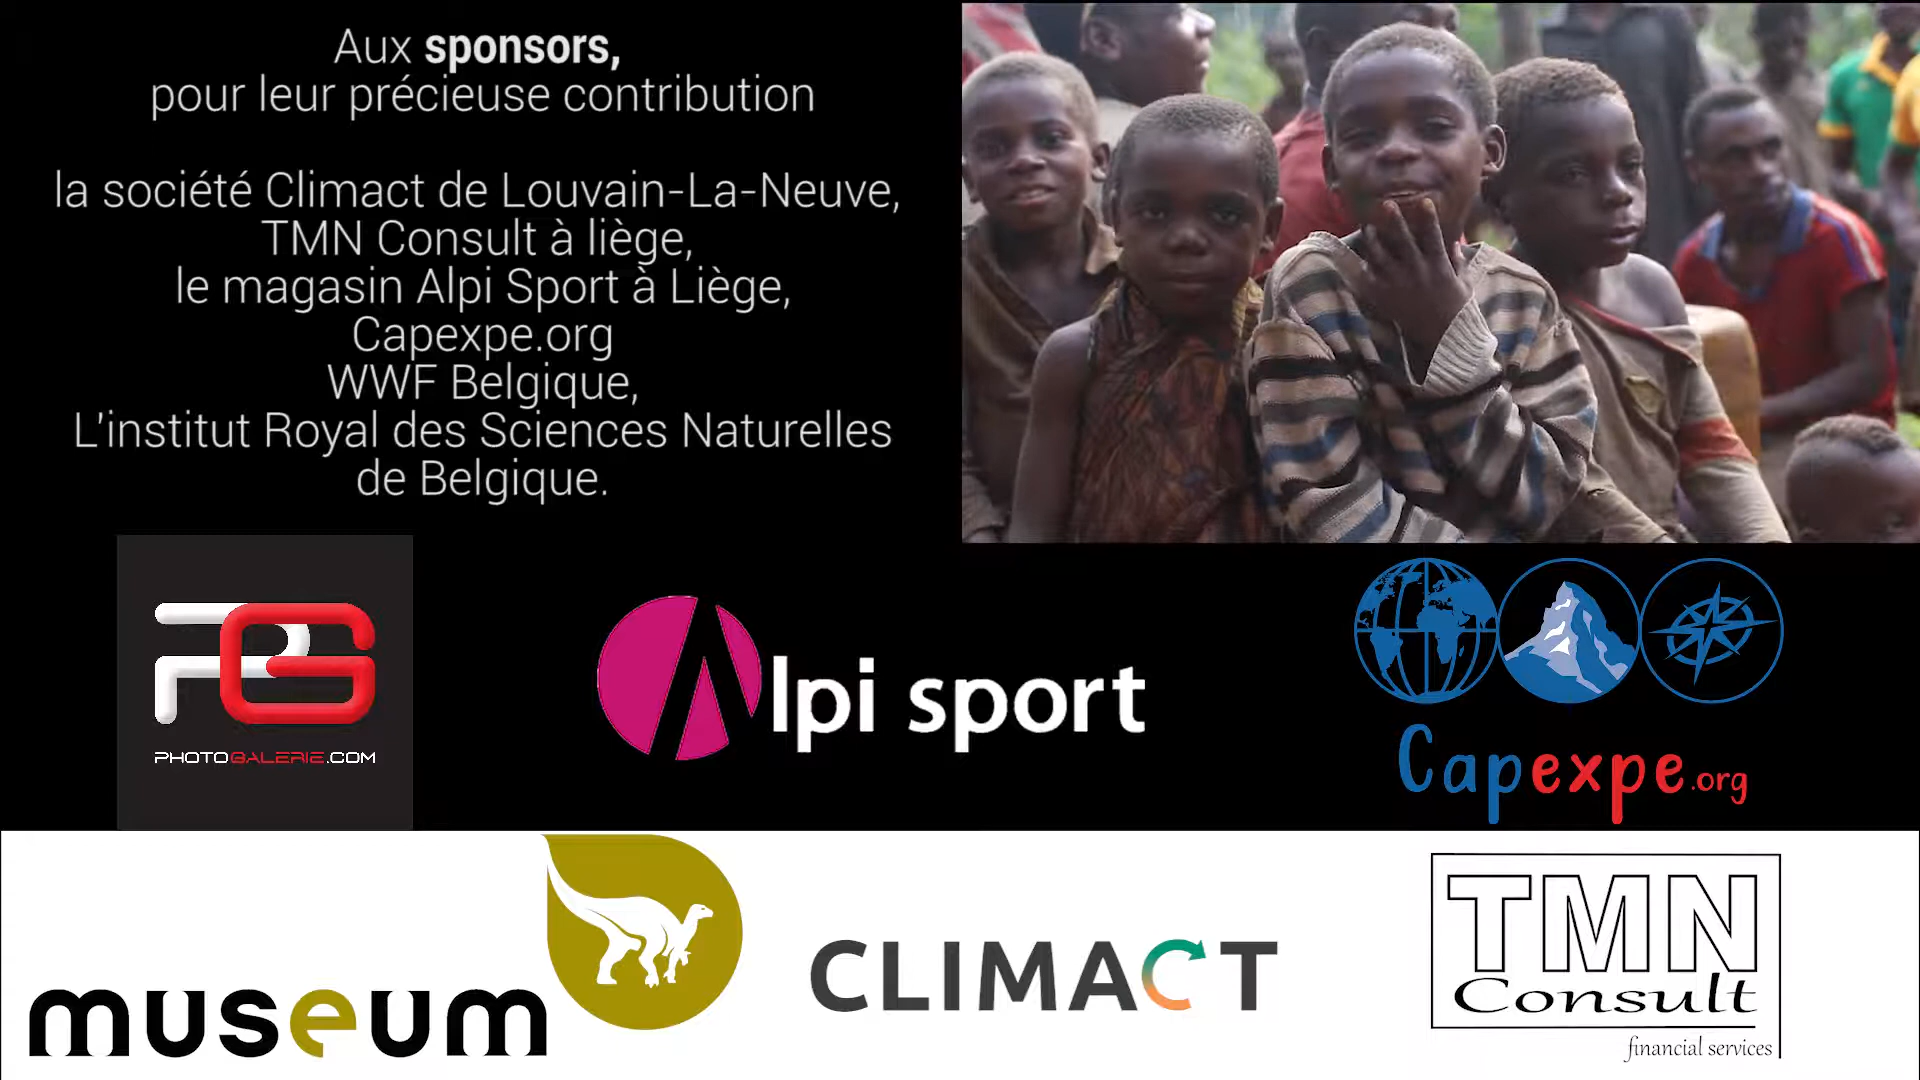 Aux sponsors,
pour leur précieuse contribution
la société Climact de Louvain-La-Neuve,
TMN Consult à liège,
le magasin Alpi Sport à Liège,
Capexpe.org
WWF Belgique,
L'institut Royal des Sciences Naturelles
de Belgique.
PG
PHOTOGALERIE.COM
Alpi sport
Capexpe.org
museum
CLIMACT
TMN
Consult
financial services